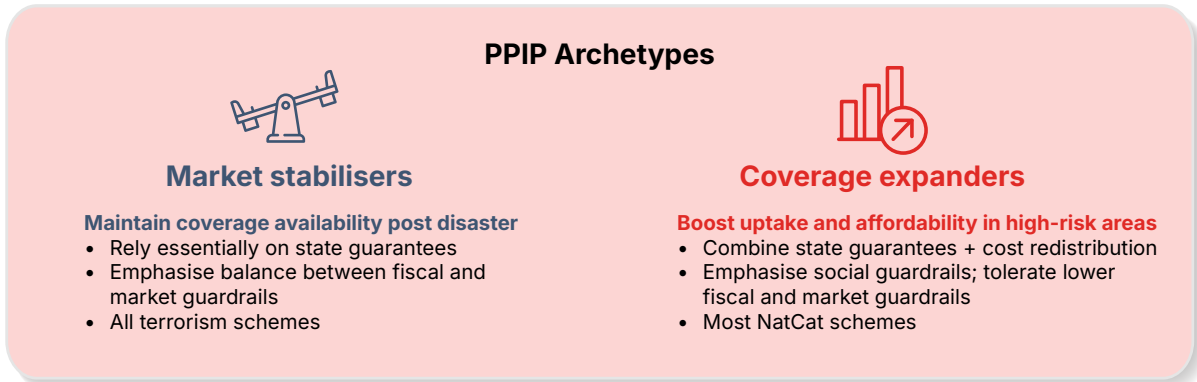 PPIP Archetypes
Market stabilisers
Maintain coverage availability post disaster
• Rely essentially on state guarantees
• Emphasise balance between fiscal and
market guardrails
• All terrorism schemes
Coverage expanders
Boost uptake and affordability in high-risk areas
• Combine state guarantees + cost redistribution
• Emphasise social guardrails; tolerate lower
fiscal and market guardrails
• Most NatCat schemes